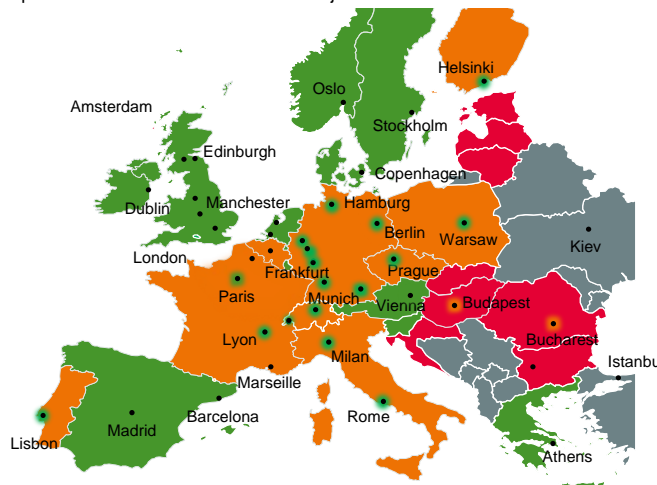 Helsinki
Oslo
Amsterdam
Stockholm
Edinburgh
Copenhagen
Dublin
Manchester
Hamburg
Berlin
Warsaw
Kiev
London
Frankfurt
Prague
Paris
Munich
Vienna
Budapest
Lyon
Bucharest
Milan
Istanbu
Marseille
Rome
Barcelona
Madrid
Lisbon
Athens